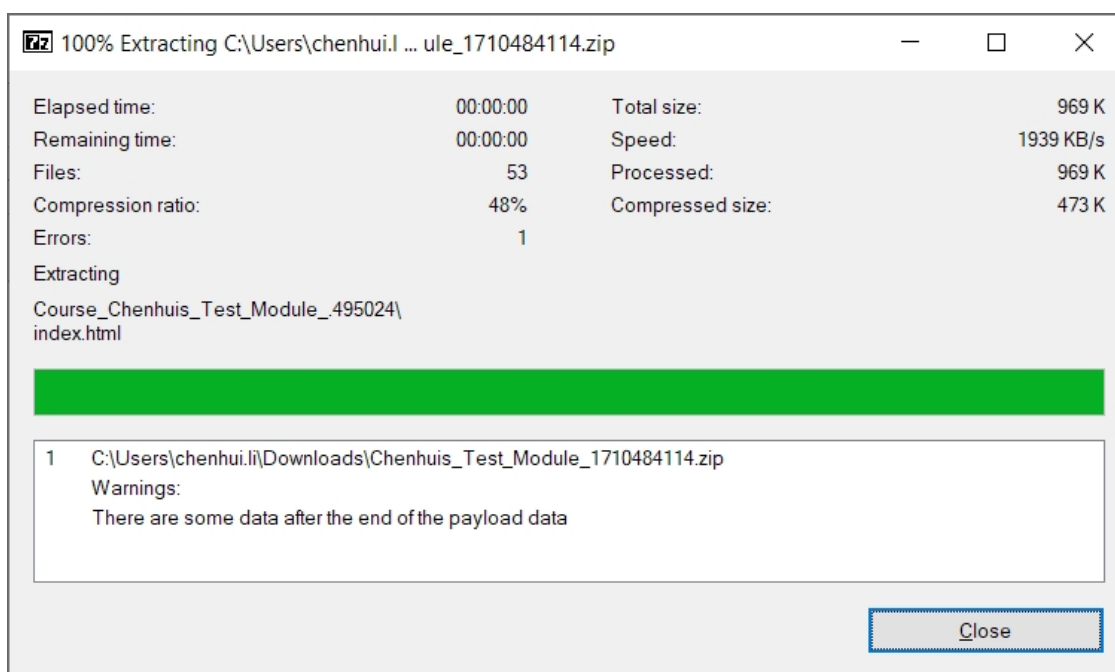 7z 100% Extracting C:\Users\chenhui.l ... ule_1710484114.zip
Elapsed time: 00:00:00 Total size: 969 K
Remaining time: 00:00:00 Speed: 1939 KB/s
Files: 53 Processed: 969 K
Compression ratio: 48% Compressed size: 473 K
Errors: 1
Extracting
Course_Chenhuis_Test_Module_.495024\
index.html
1 C:\Users\chenhui.li\Downloads\Chenhuis_Test_Module_1710484114.zip
Warnings:
There are some data after the end of the payload data
Close